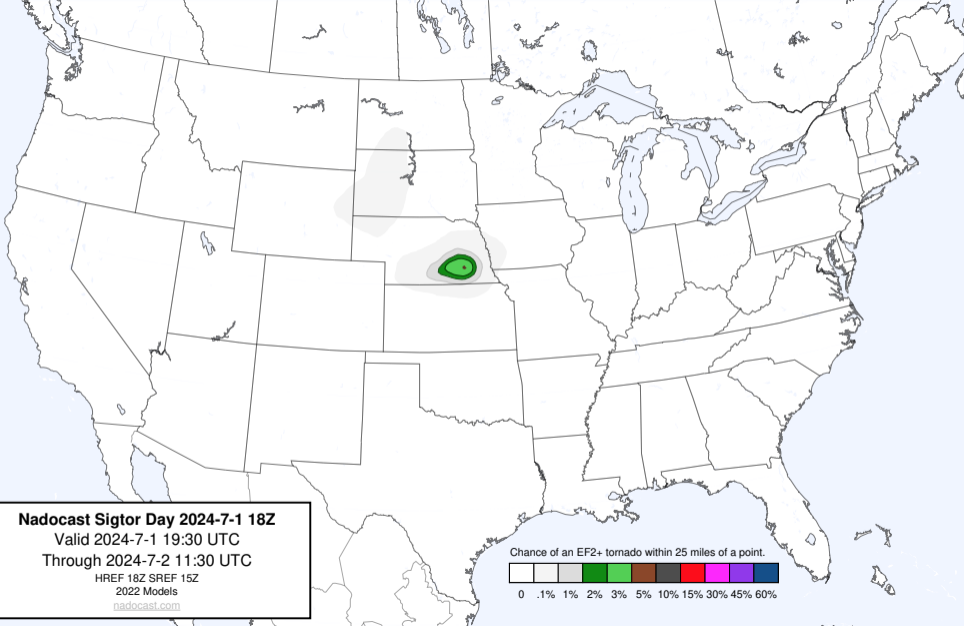 Nadocast Sigtor Day 2024-7-1 18Z
Valid 2024-7-1 19:30 UTC
Through 2024-7-2 11:30 UTC
HREF 18Z SREF 15Z
2022 Models
nadocast.com
Chance of an EF2+ tornado within 25 miles of a point.
0 .1% 1% 2% 3% 5% 10% 15% 30% 45% 60%